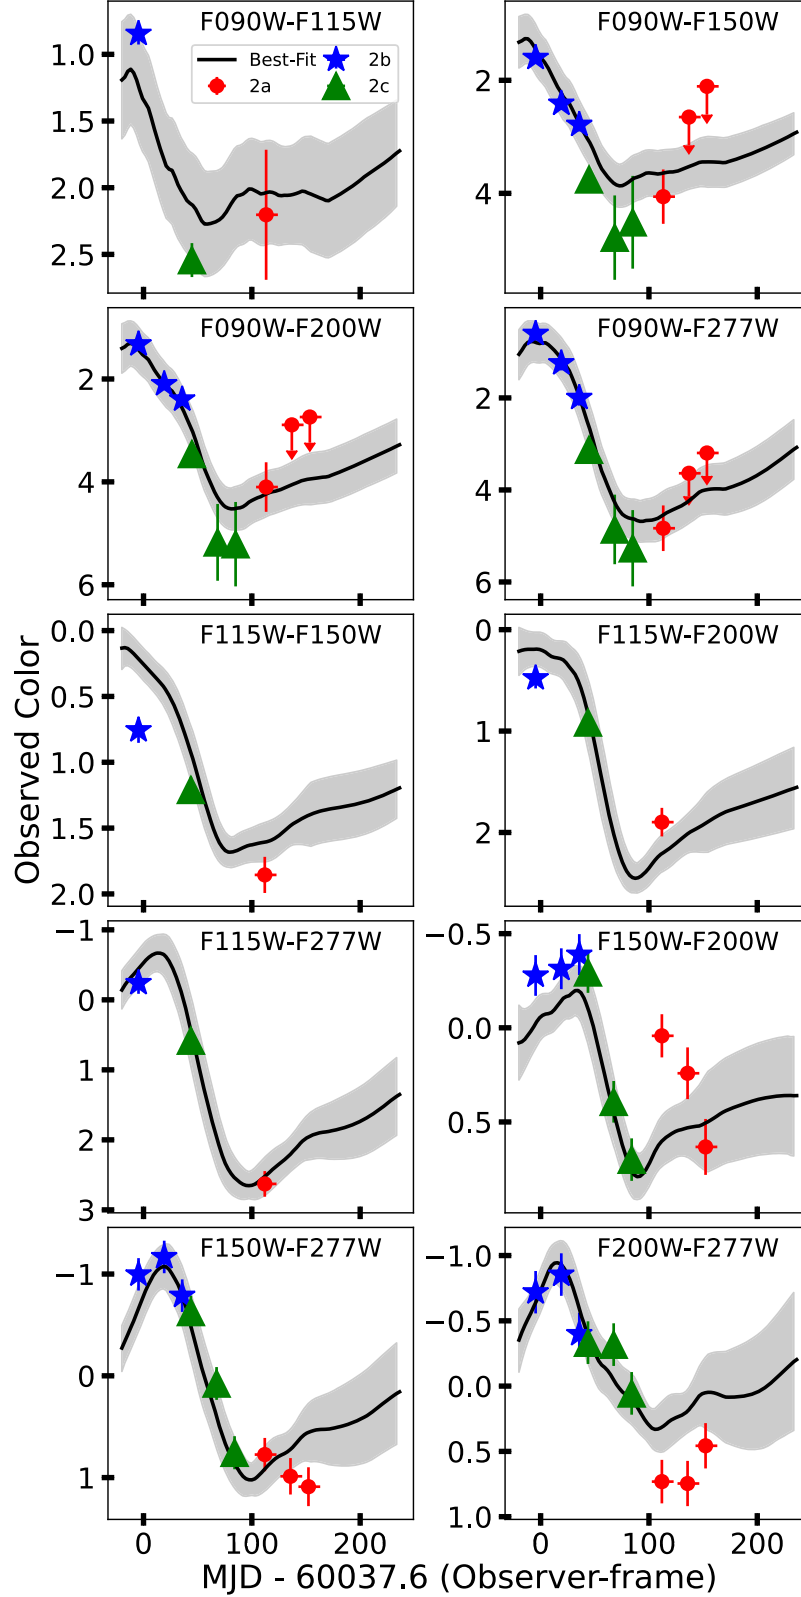 F090W-F115W
Best-Fit
2a
2b
2c
1.0
1.5
2.0
2.5
F090W-F150W
2
4
F090W-F200W
2
4
6
F090W-F277W
2
4
6
F115W-F150W
0.0
0.5
1.0
1.5
2.0
F115W-F200W
0
1
2
F115W-F277W
−1
0
1
2
3
F150W-F200W
−0.5
0.0
0.5
F150W-F277W
−1
0
1
F200W-F277W
−1.0
−0.5
0.0
0.5
1.0
0 100 200
0 100 200
Observed Color
MJD - 60037.6 (Observer-frame)